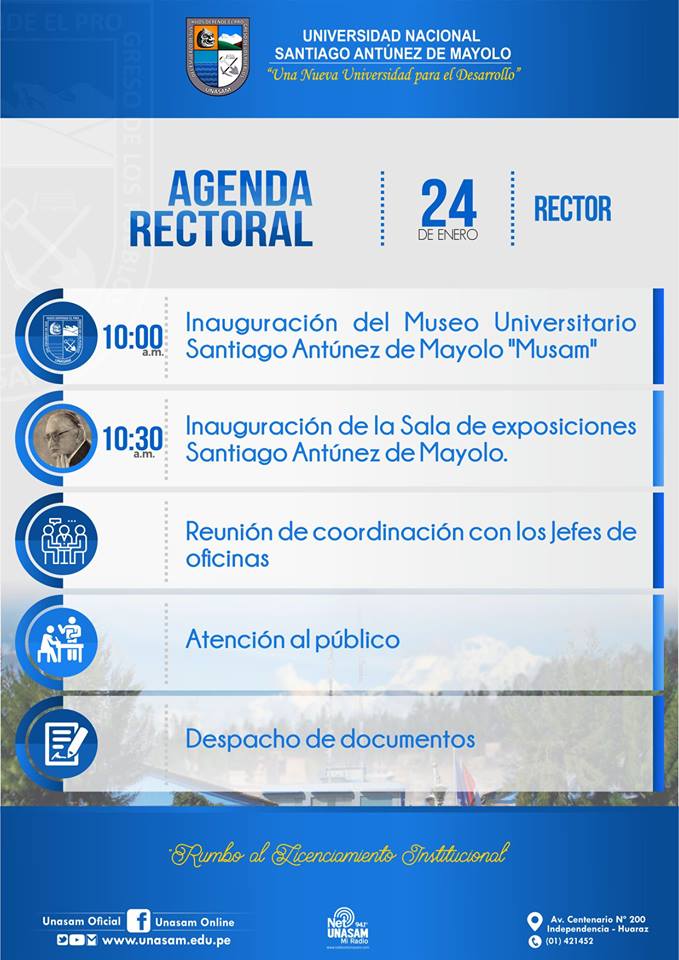 UNIVERSIDAD NACIONAL
SANTIAGO ANTÚNEZ DE MAYOLO
“Una Nueva Universidad para el Desarrollo”
UNASAM
AGENDA
RECTORAL
24
DE ENERO
RECTOR
10:00
a.m.
Inauguración del Museo Universitario
Santiago Antúnez de Mayolo "Musam"
10:30
a.m.
Inauguración de la Sala de exposiciones
Santiago Antúnez de Mayolo.
Reunión de coordinación con los Jefes de
oficinas
Atención al público
Despacho de documentos
"Rumbo al Licenciamiento Institucional
Unasam Oficial f Unasam Online
www.unasam.edu.pe
Net 94.1
UNASAM
Mi Radio
Av. Centenario Nº 200
Independencia - Huaraz
(01) 421452